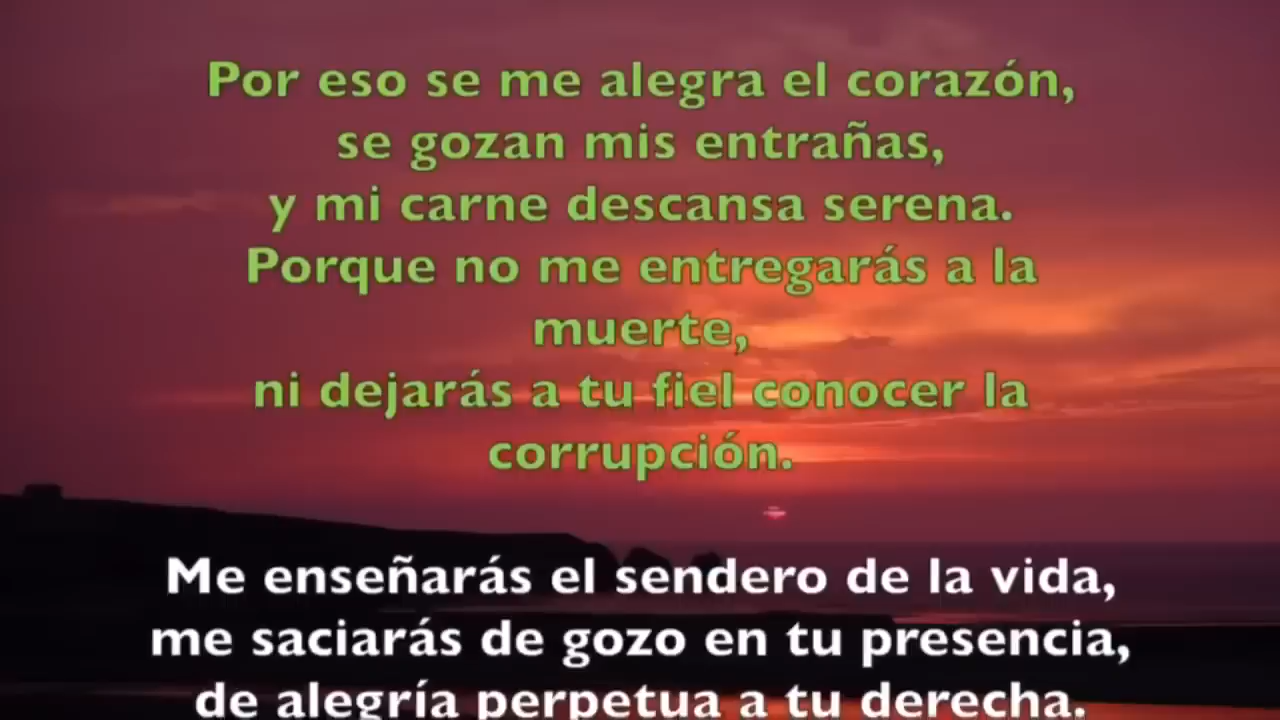 Por eso se me alegra el corazón,
se gozan mis entrañas,
y mi carne descansa serena.
Porque no me entregarás a la
muerte,
ni dejarás a tu fiel conocer la
corrupción.
Me enseñarás el sendero de la vida,
me saciarás de gozo en tu presencia,
de alegría perpetua a tu derecha.